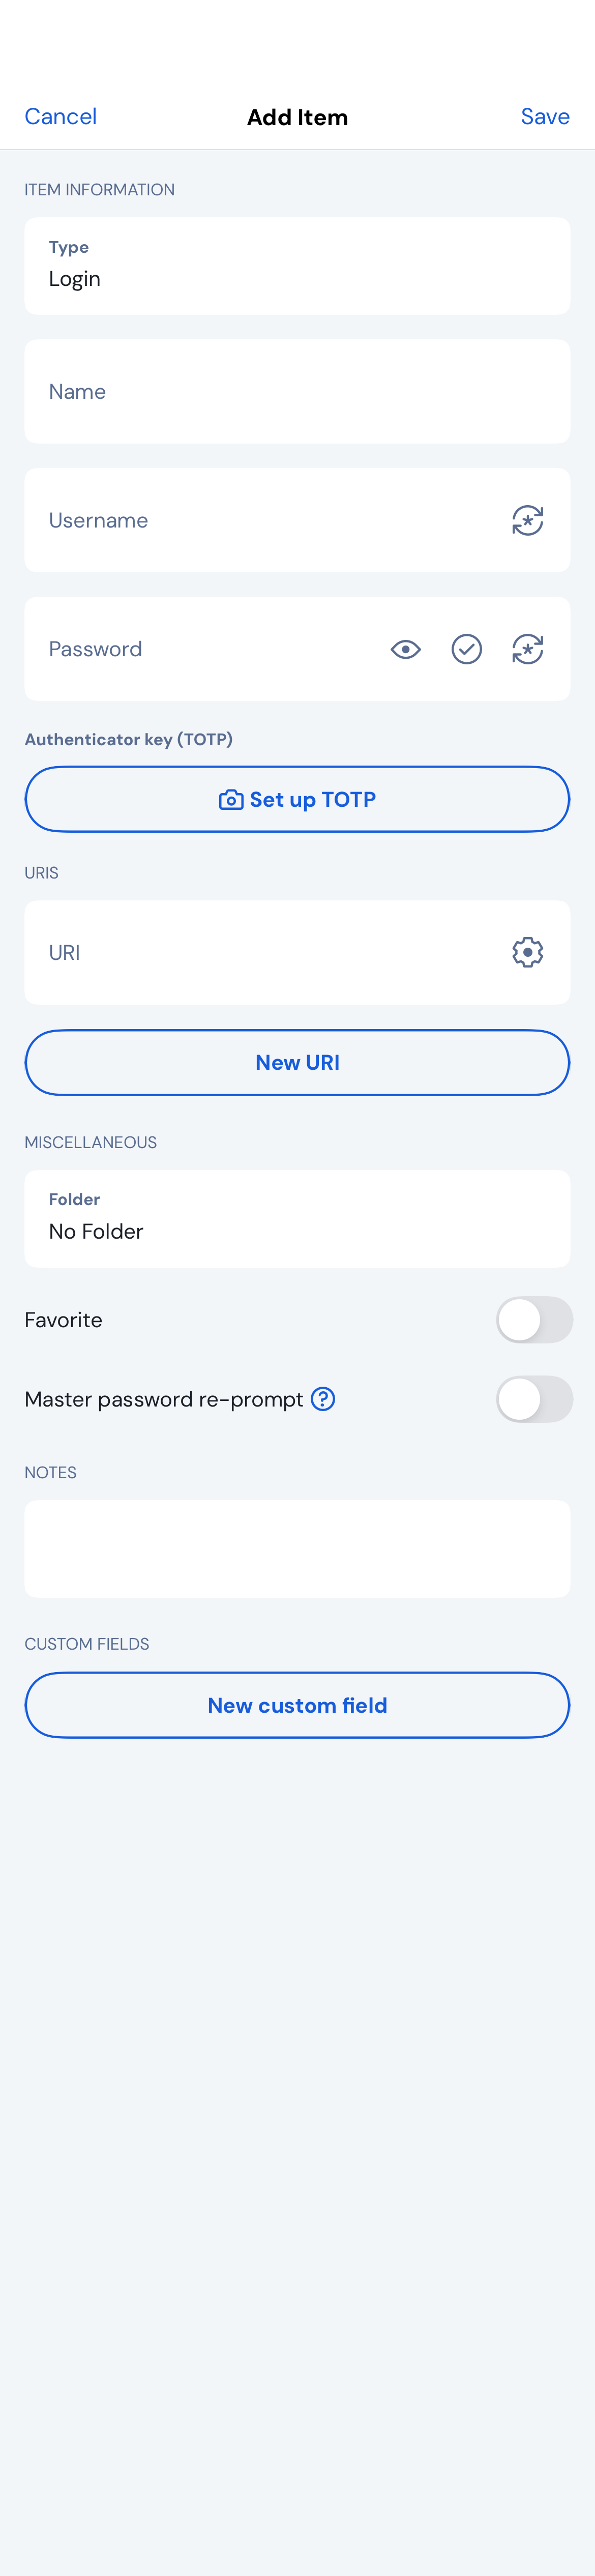 Cancel Add Item Save
ITEM INFORMATION
Type
Login
Name
Username
Password
Authenticator key (TOTP)
Set up TOTP
URIS
URI
New URI
MISCELLANEOUS
Folder
No Folder
Favorite
Master password re-prompt
NOTES
CUSTOM FIELDS
New custom field